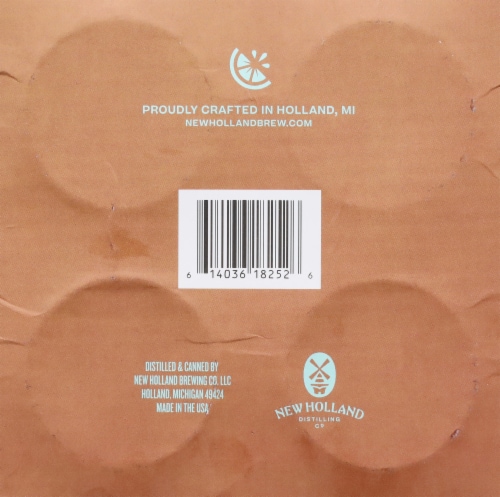 PROUDLY CRAFTED IN HOLLAND, MI
NEWHOLLANDBREW.COM
6 14036 18252 6
DISTILLED & CANNED BY
NEW HOLLAND BREWING CO. LLC
HOLLAND, MICHIGAN 49424
MADE IN THE USA
NEW HOLLAND
DISTILLING
CO